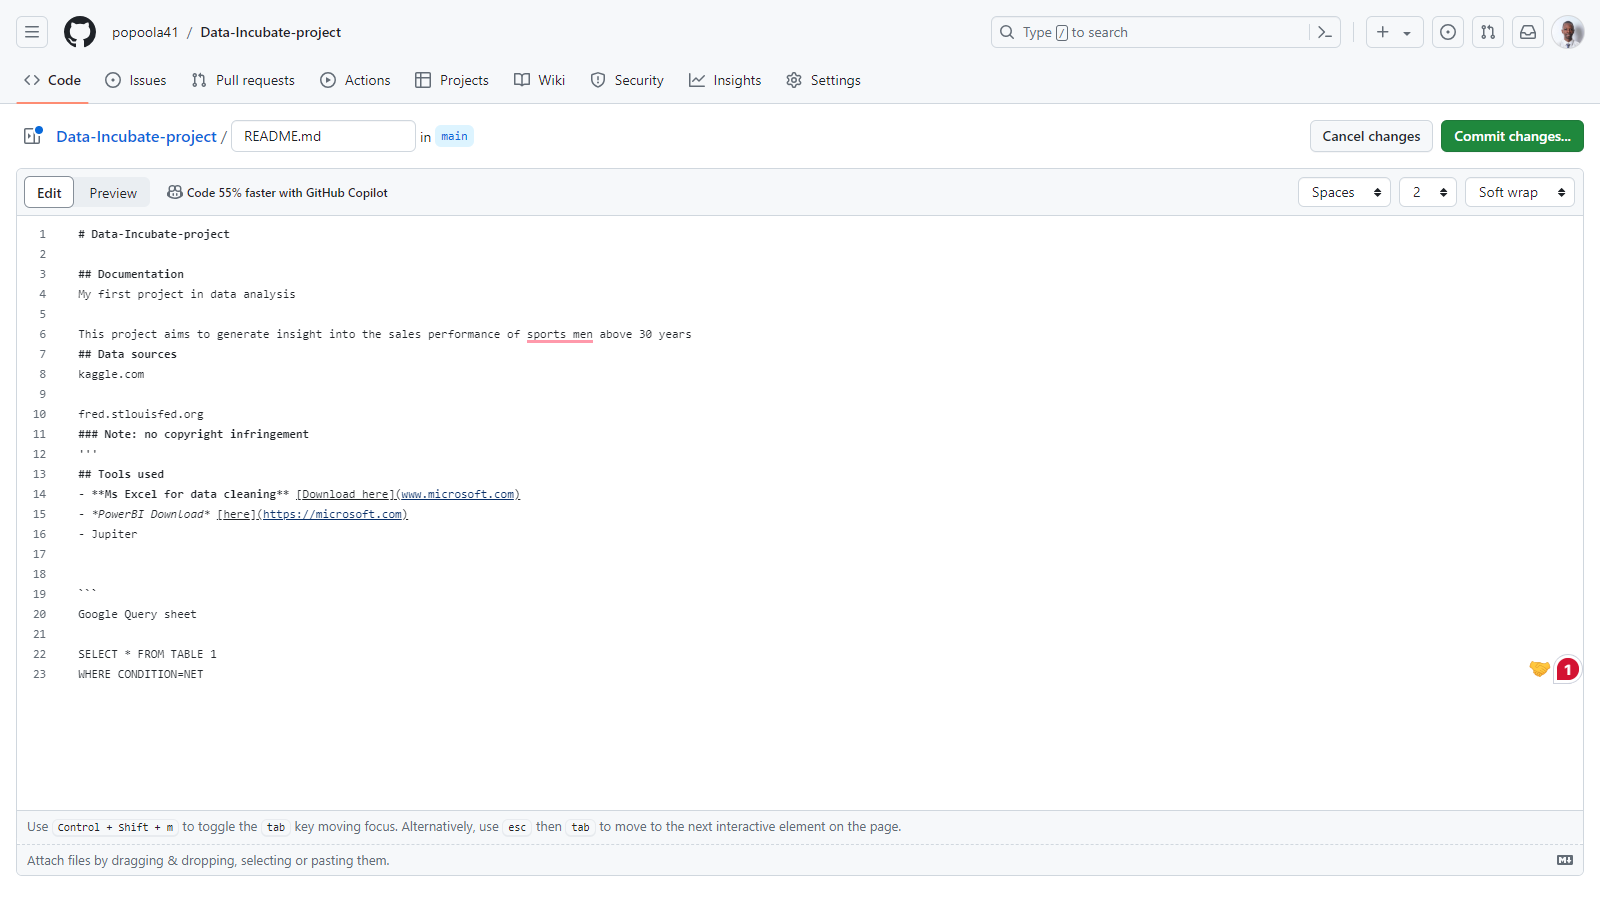 popoola41 / Data-Incubate-project
Type / to search
Code
Issues
Pull requests
Actions
Projects
Wiki
Security
Insights
Settings
Data-Incubate-project / README.md in main
Cancel changes
Commit changes...
Edit
Preview
Code 55% faster with GitHub Copilot
Spaces
2
Soft wrap
1 # Data-Incubate-project
2
3 ## Documentation
4 My first project in data analysis
5
6 This project aims to generate insight into the sales performance of sports men above 30 years
7 ## Data sources
8 kaggle.com
9
10 fred.stlouisfed.org
11 ### Note: no copyright infringement
12 '''
13 ## Tools used
14 - **Ms Excel for data cleaning** [Download here](www.microsoft.com)
15 - *PowerBI Download* [here](https://microsoft.com)
16 - Jupiter
17
18
19 ```
20 Google Query sheet
21
22 SELECT * FROM TABLE 1
23 WHERE CONDITION=NET
1
Use Control + Shift + m to toggle the tab key moving focus. Alternatively, use esc then tab to move to the next interactive element on the page.
Attach files by dragging & dropping, selecting or pasting them.